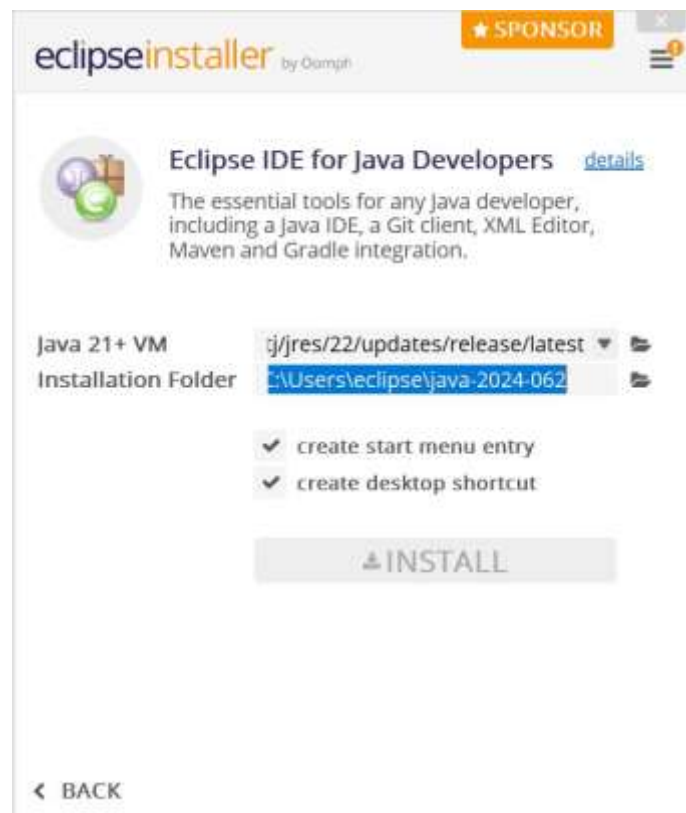 ★ SPONSOR
eclipseinstaller by Oomph
Eclipse IDE for Java Developers details
The essential tools for any Java developer,
including a Java IDE, a Git client, XML Editor,
Maven and Gradle integration.
Java 21+ VM tj/jres/22/updates/release/latest
Installation Folder C:\Users\eclipse\java-2024-062
create start menu entry
create desktop shortcut
INSTALL
BACK